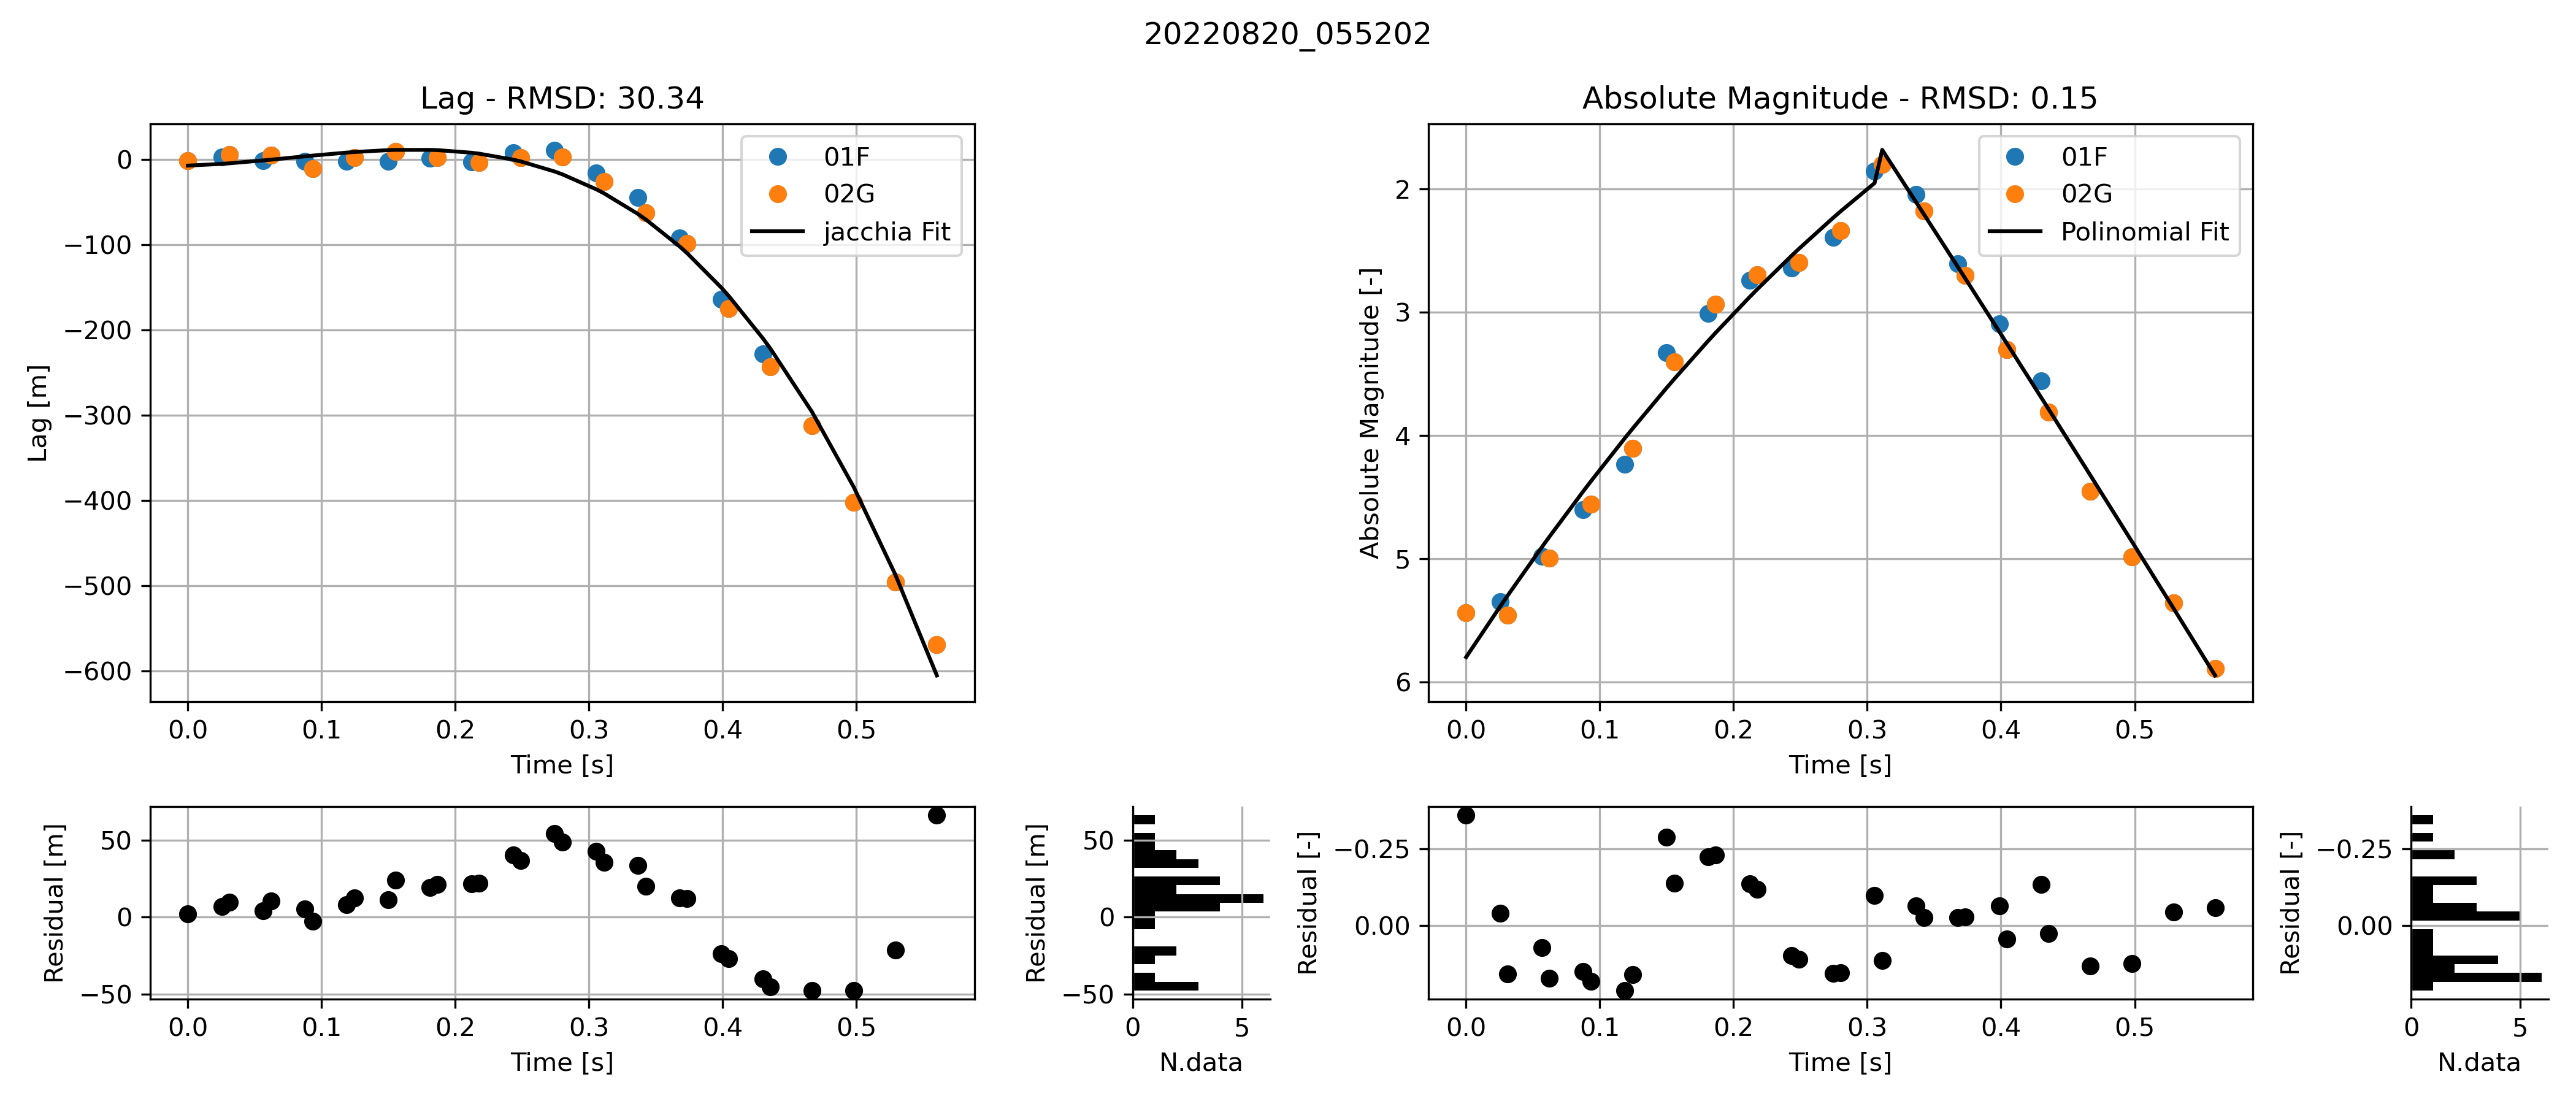 20220820_055202
Lag - RMSD: 30.34
0
−100
−200
−300
−400
−500
−600
Lag [m]
01F
02G
jacchia Fit
0.0 0.1 0.2 0.3 0.4 0.5
Time [s]
Absolute Magnitude - RMSD: 0.15
2
3
4
5
6
Absolute Magnitude [-]
01F
02G
Polinomial Fit
0.0 0.1 0.2 0.3 0.4 0.5
Time [s]
50
0
−50
Residual [m]
0.0 0.1 0.2 0.3 0.4 0.5
Time [s]
50
0
−50
Residual [m]
0 5
N.data
−0.25
0.00
Residual [-]
0.0 0.1 0.2 0.3 0.4 0.5
Time [s]
−0.25
0.00
Residual [-]
0 5
N.data